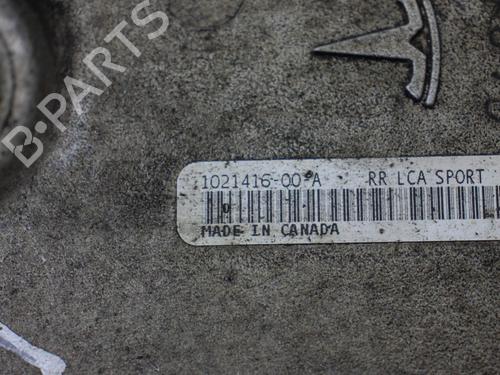 B-PARTS
1021416-00-A RR LCA SPORT
MADE IN CANADA